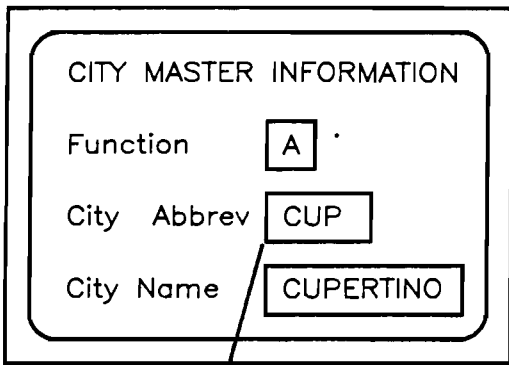 CITY MASTER INFORMATION
Function A
City Abbrev CUP
City Name CUPERTINO